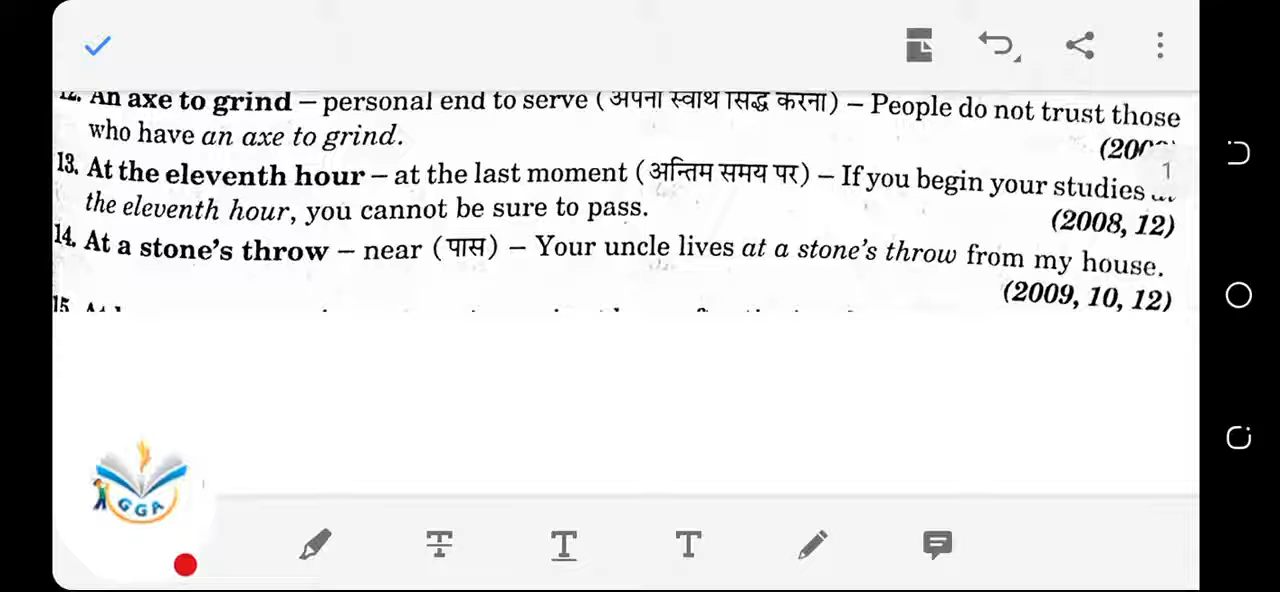 12. An axe to grind – personal end to serve (अपना स्वार्थ सिद्ध करना) – People do not trust those
who have an axe to grind.
13. At the eleventh hour – at the last moment (अन्तिम समय पर) – If you begin your studies
1
the eleventh hour, you cannot be sure to pass.
(2008, 12)
14. At a stone's throw – near (पास) – Your uncle lives at a stone's throw from my house.
(2009, 10, 12)
15
GGA
T
T
T